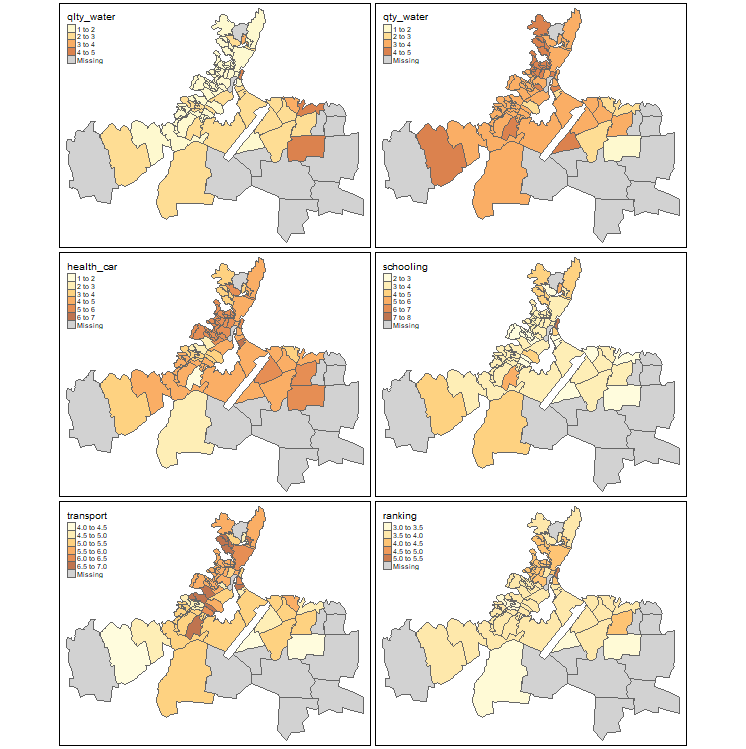 qlty_water
1 to 2
2 to 3
3 to 4
4 to 5
Missing
qty_water
1 to 2
2 to 3
3 to 4
4 to 5
Missing
health_car
1 to 2
2 to 3
3 to 4
4 to 5
5 to 6
6 to 7
Missing
schooling
2 to 3
3 to 4
4 to 5
5 to 6
6 to 7
7 to 8
Missing
transport
4.0 to 4.5
4.5 to 5.0
5.0 to 5.5
5.5 to 6.0
6.0 to 6.5
6.5 to 7.0
Missing
ranking
3.0 to 3.5
3.5 to 4.0
4.0 to 4.5
4.5 to 5.0
5.0 to 5.5
Missing